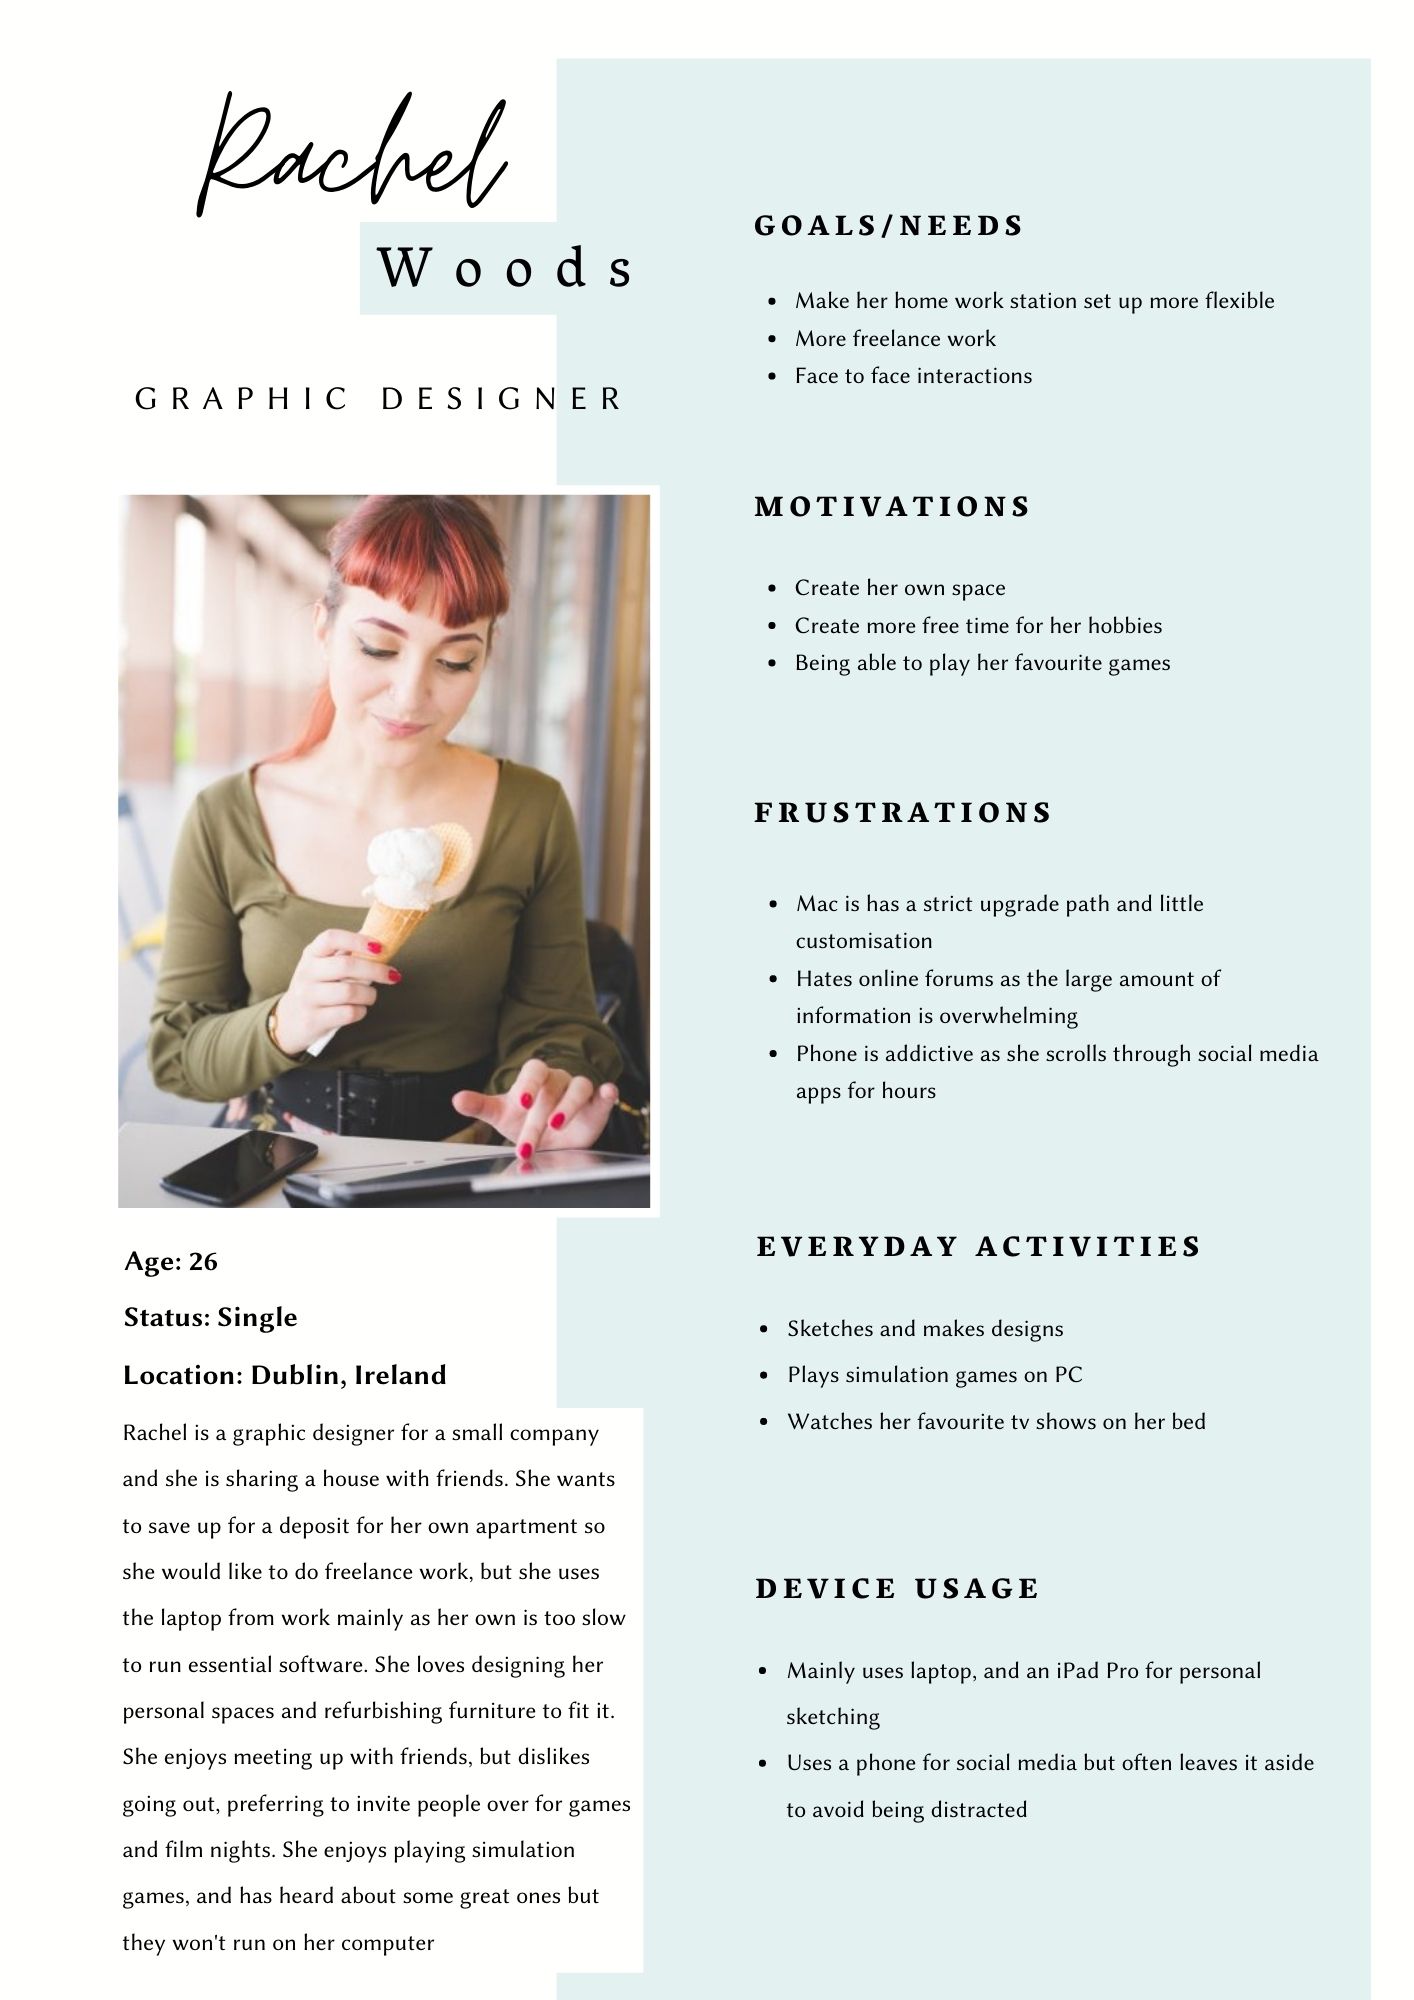 Rachel
Woods
GRAPHIC DESIGNER
Age: 26
Status: Single
Location: Dublin, Ireland
Rachel is a graphic designer for a small company
and she is sharing a house with friends. She wants
to save up for a deposit for her own apartment so
she would like to do freelance work, but she uses
the laptop from work mainly as her own is too slow
to run essential software. She loves designing her
personal spaces and refurbishing furniture to fit it.
She enjoys meeting up with friends, but dislikes
going out, preferring to invite people over for games
and film nights. She enjoys playing simulation
games, and has heard about some great ones but
they won't run on her computer
GOALS/NEEDS
• Make her home work station set up more flexible
• More freelance work
• Face to face interactions
MOTIVATIONS
• Create her own space
• Create more free time for her hobbies
• Being able to play her favourite games
FRUSTRATIONS
• Mac is has a strict upgrade path and little
customisation
• Hates online forums as the large amount of
information is overwhelming
• Phone is addictive as she scrolls through social media
apps for hours
EVERYDAY ACTIVITIES
• Sketches and makes designs
• Plays simulation games on PC
• Watches her favourite tv shows on her bed
DEVICE USAGE
• Mainly uses laptop, and an iPad Pro for personal
sketching
• Uses a phone for social media but often leaves it aside
to avoid being distracted